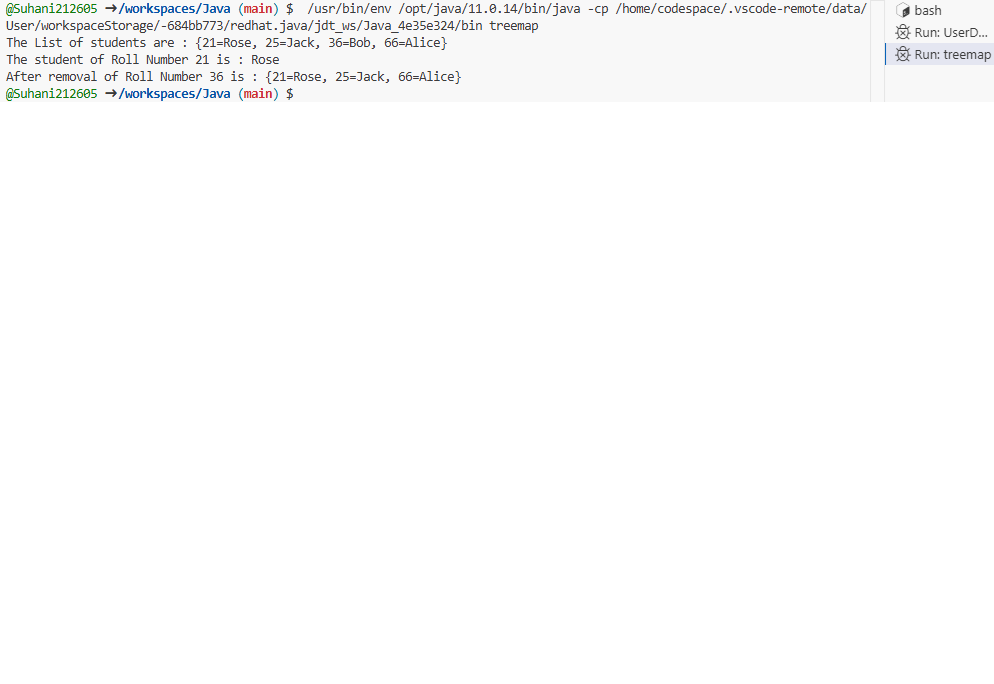 @Suhani212605 ➜/workspaces/Java (main) $  /usr/bin/env /opt/java/11.0.14/bin/java -cp /home/codespace/.vscode-remote/data/
User/workspaceStorage/-684bb773/redhat.java/jdt_ws/Java_4e35e324/bin treemap
The List of students are : {21=Rose, 25=Jack, 36=Bob, 66=Alice}
The student of Roll Number 21 is : Rose
After removal of Roll Number 36 is : {21=Rose, 25=Jack, 66=Alice}
@Suhani212605 ➜/workspaces/Java (main) $
bash
Run: UserD...
Run: treemap